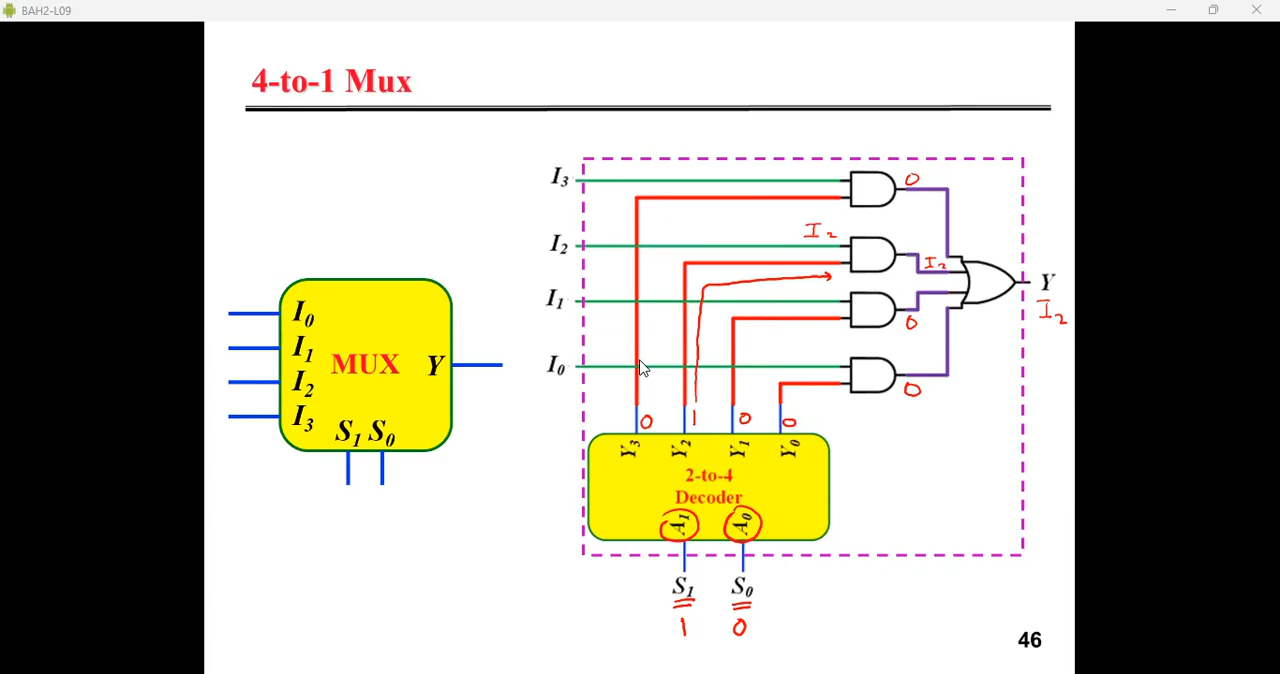 BAH2-L09
4-to-1 Mux
I3
0
I2
I2
I2
Y
I1
I2
0
I0
0
I0
I1
MUX
Y
I2
I3
S1 S0
0
1
0
0
Y3
Y2
Y1
Y0
2-to-4
Decoder
A1
A0
S1
S0
1
0
46